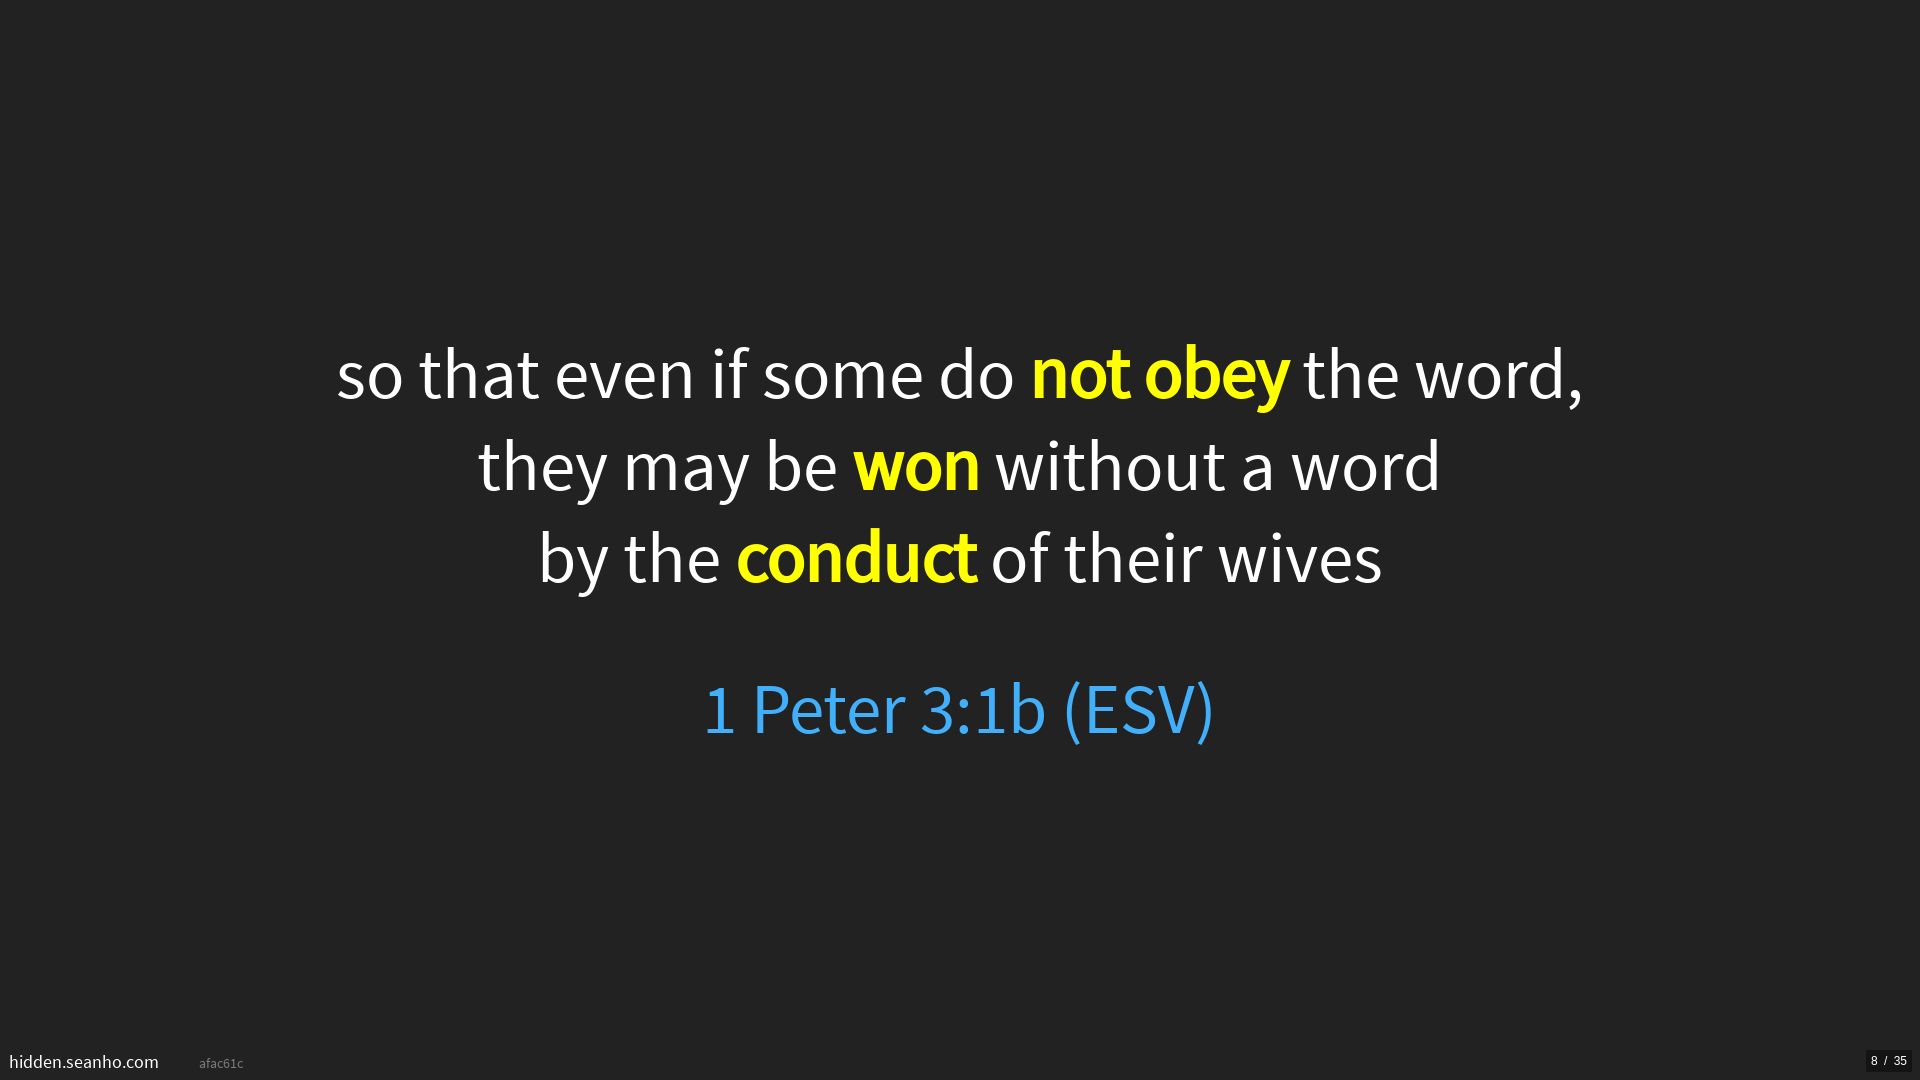 so that even if some do not obey the word,
they may be won without a word
by the conduct of their wives
1 Peter 3:1b (ESV)
hidden.seanho.com afac61c
8 / 35